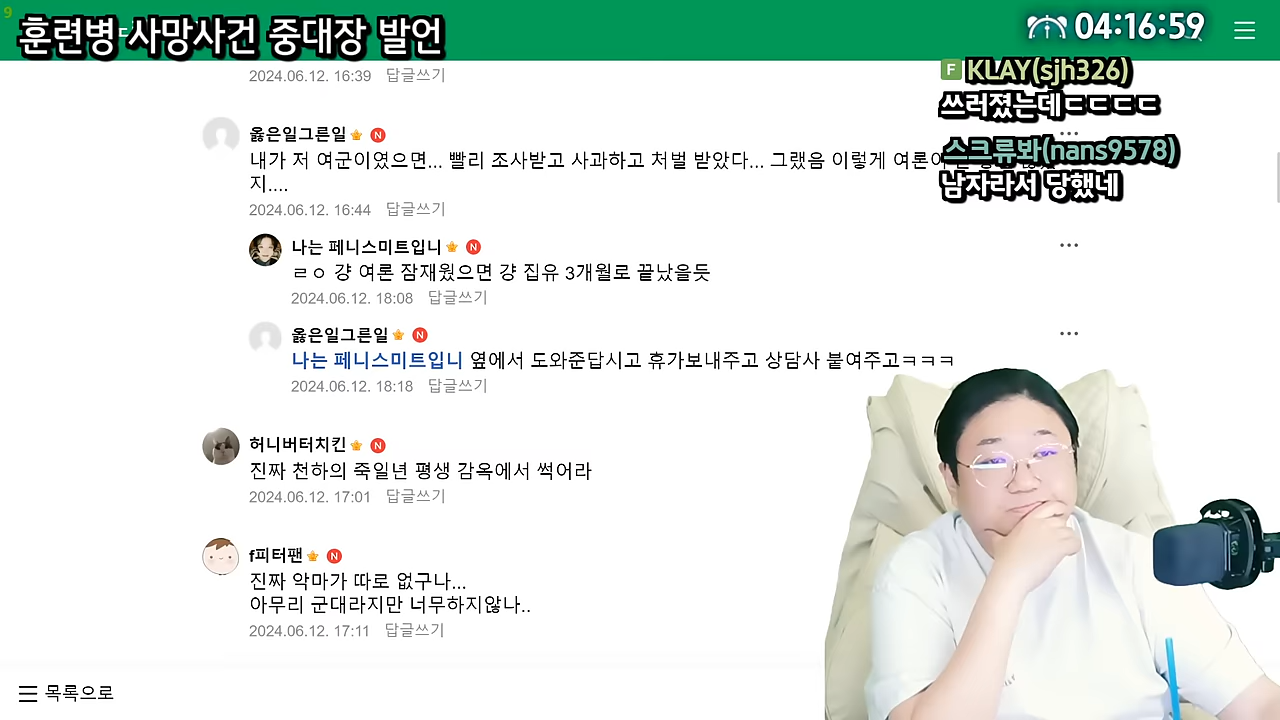 9
훈련병 사망사건 중대장 발언
04:16:59
2024.06.12. 16:39 답글쓰기
F KLAY(sjh326)
쓰러졌는데ㄷㄷㄷㄷ
스크류봐(nans9578)
남자라서 당했네
옳은일그른일 N
내가 저 여군이였으면... 빨리 조사받고 사과하고 처벌 받았다... 그랬음 이렇게 여론이
지....
2024.06.12. 16:44 답글쓰기
나는 페니스미트입니 N
ㄹㅇ 걍 여론 잠재웠으면 걍 집유 3개월로 끝났을듯
2024.06.12. 18:08 답글쓰기
옳은일그른일 N
나는 페니스미트입니 옆에서 도와준답시고 휴가보내주고 상담사 붙여주고ㅋㅋㅋ
2024.06.12. 18:18 답글쓰기
허니버터치킨 N
진짜 천하의 죽일년 평생 감옥에서 썩어라
2024.06.12. 17:01 답글쓰기
f피터팬 N
진짜 악마가 따로 없구나...
아무리 군대라지만 너무하지않나..
2024.06.12. 17:11 답글쓰기
목록으로